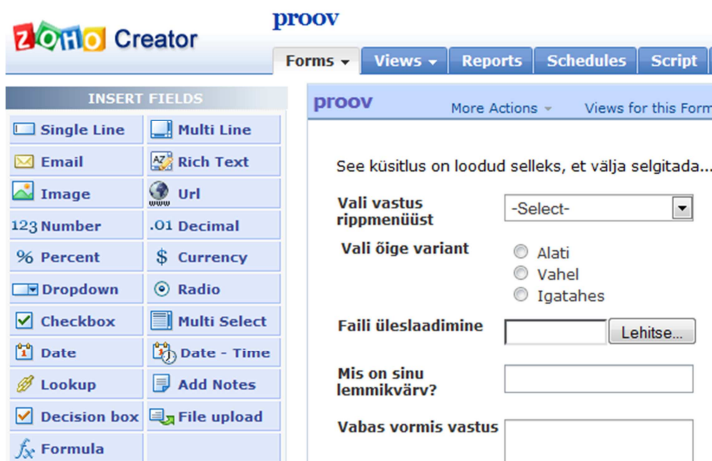 proov
ZOHO Creator
Forms Views Reports Schedules Script
INSERT FIELDS
Single Line Multi Line
Email Rich Text
Image Url
123 Number .01 Decimal
% Percent $ Currency
Dropdown Radio
Checkbox Multi Select
Date Date - Time
Lookup Add Notes
Decision box File upload
fx Formula
proov More Actions Views for this Form
See küsitlus on loodud selleks, et välja selgitada...
Vali vastus
rippmenüüst
-Select-
Vali õige variant
Alati
Vahel
Igatahes
Faili üleslaadimine
Lehitse...
Mis on sinu
lemmikvärv?
Vabas vormis vastus